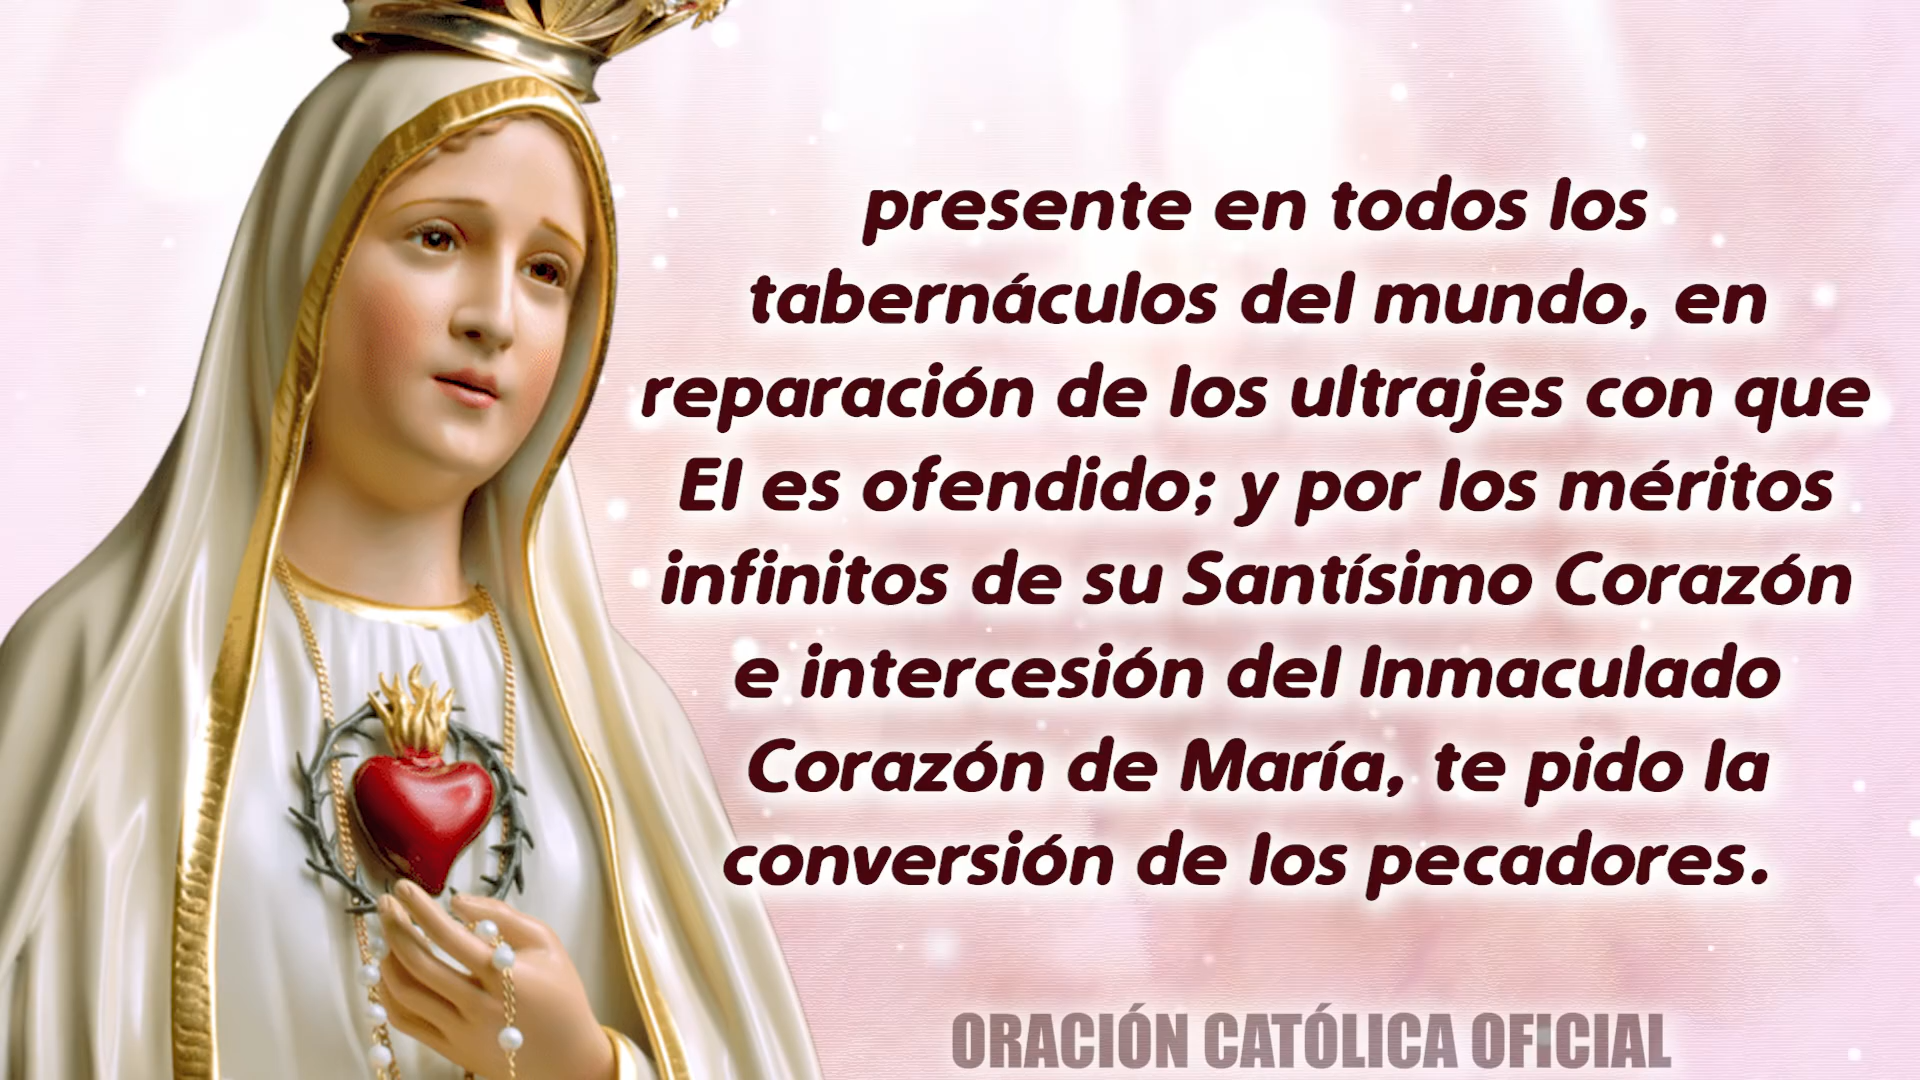 presente en todos los
tabernáculos del mundo, en
reparación de los ultrajes con que
El es ofendido; y por los méritos
infinitos de su Santísimo Corazón
e intercesión del Inmaculado
Corazón de María, te pido la
conversión de los pecadores.
ORACIÓN CATÓLICA OFICIAL